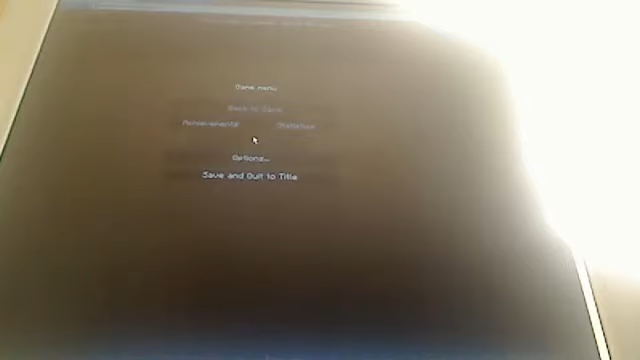 Game menu
Back to Game
Achievements Statistics
Options...
Save and Quit to Title